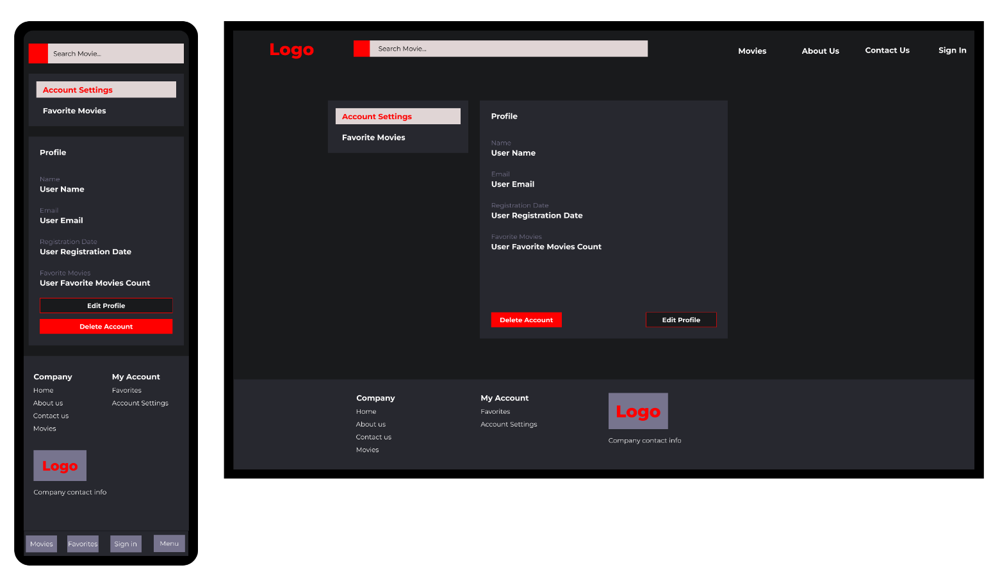 Search Movie...
Account Settings
Favorite Movies
Profile
Name
User Name
Email
User Email
Registration Date
User Registration Date
Favorite Movies
User Favorite Movies Count
Edit Profile
Delete Account
Company
Home
About us
Contact us
Movies
My Account
Favorites
Account Settings
Logo
Company contact info
Movies
Favorites
Sign in
Menu
Logo
Search Movie...
Movies
About Us
Contact Us
Sign In
Account Settings
Favorite Movies
Profile
Name
User Name
Email
User Email
Registration Date
User Registration Date
Favorite Movies
User Favorite Movies Count
Delete Account
Edit Profile
Company
Home
About us
Contact us
Movies
My Account
Favorites
Account Settings
Logo
Company contact info